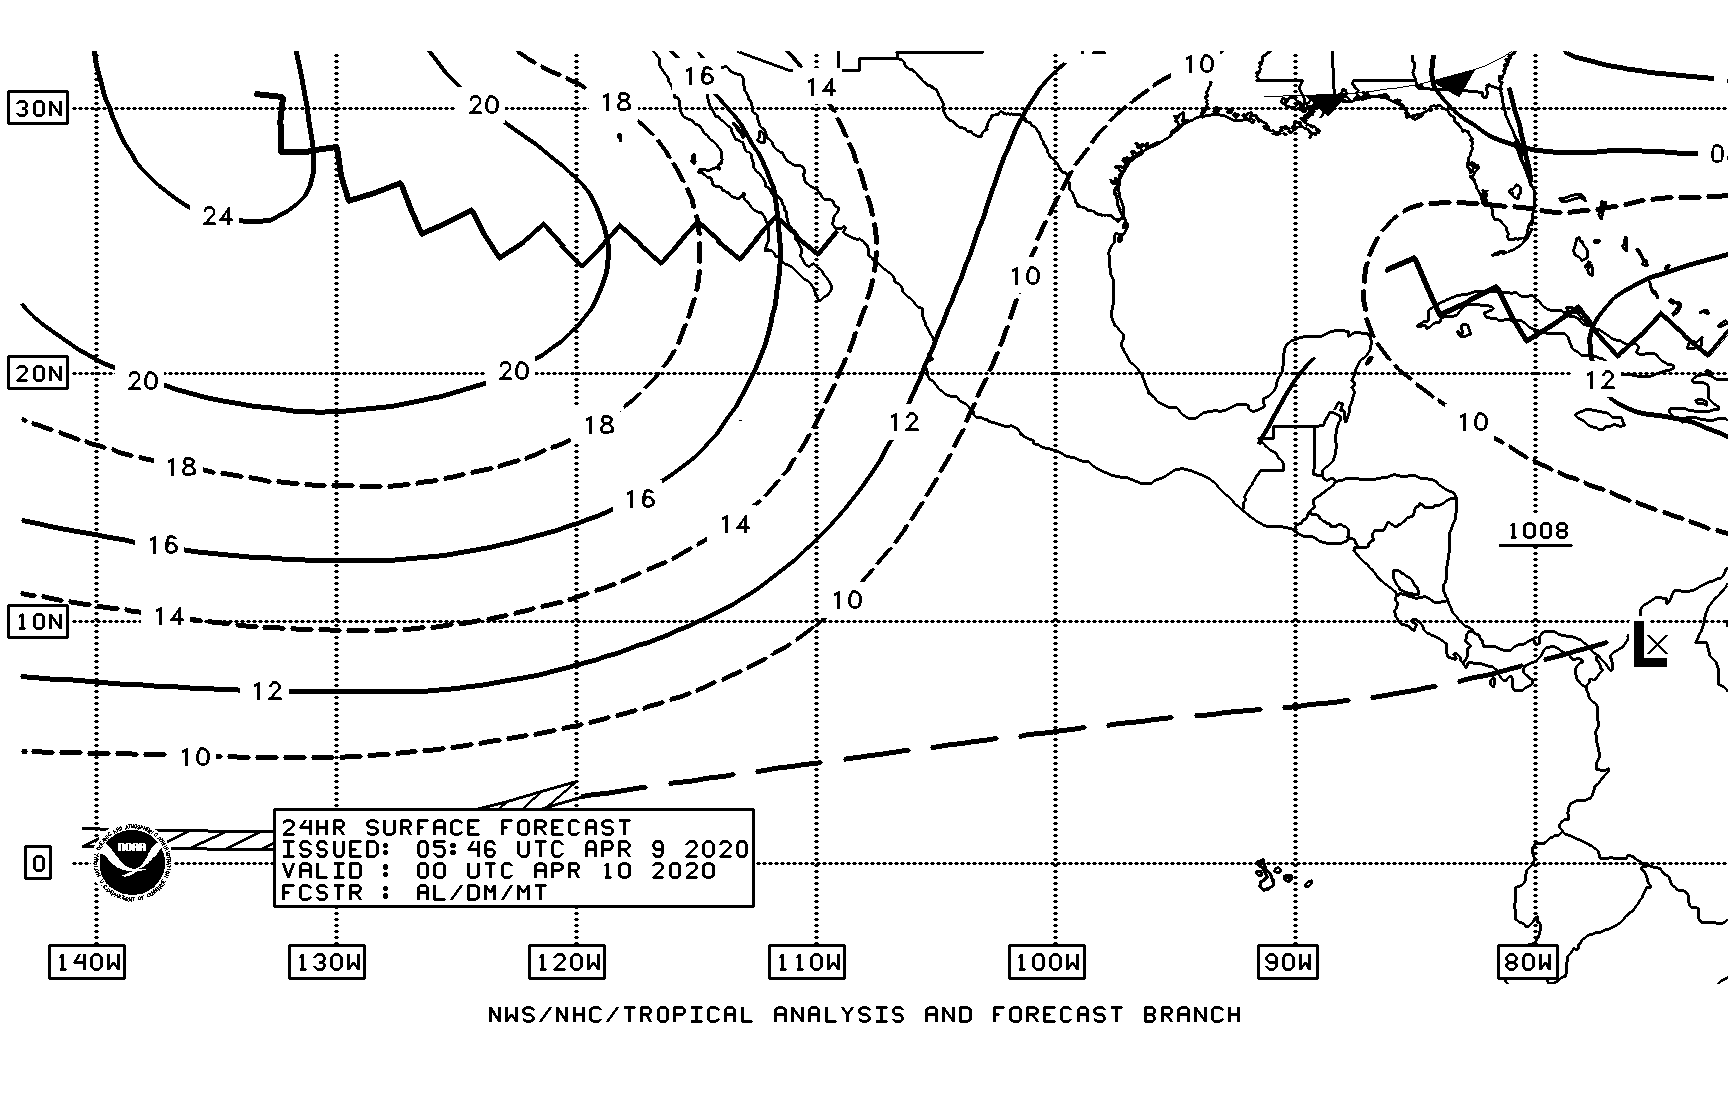 10
16
14
20
18
30N
24
10
20N
20
20
12
18
12
10
18
16
14
1008
16
10
14
10N
12
10
24HR SURFACE FORECAST
ISSUED: 05:46 UTC APR 9 2020
VALID : 00 UTC APR 10 2020
FCSTR : AL/DM/MT
NOAA
0
L
140W 130W 120W 110W 100W 90W 80W
NWS/NHC/TROPICAL ANALYSIS AND FORECAST BRANCH